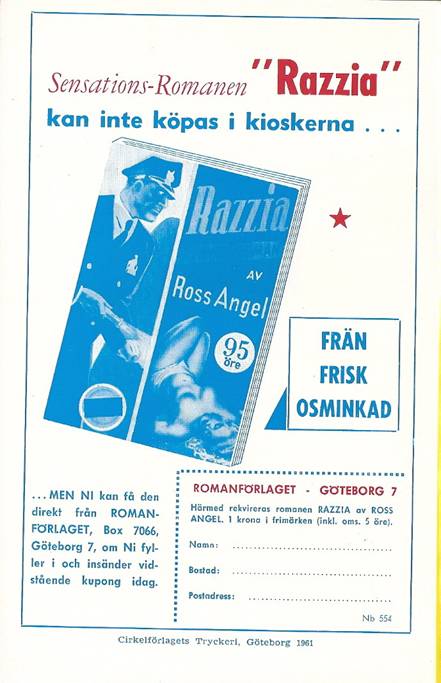 Sensations-Romanen "Razzia"
kan inte köpas i kioskerna . . .
Razzia
AV
Ross Angel
95
öre
FRÄN
FRISK
OSMINKAD
. . . MEN NI kan få den
direkt från ROMAN-
FÖRLAGET, Box 7066,
Göteborg 7, om Ni fyl-
ler i och insänder vid-
stående kupong idag.
ROMANFÖRLAGET - GÖTEBORG 7
Härmed rekvireras romanen RAZZIA av ROSS
ANGEL. 1 krona i frimärken (inkl. oms. 5 öre).
Namn:
Bostad:
Postadress:
Nb 554
Cirkelförlagets Tryckeri, Göteborg 1961